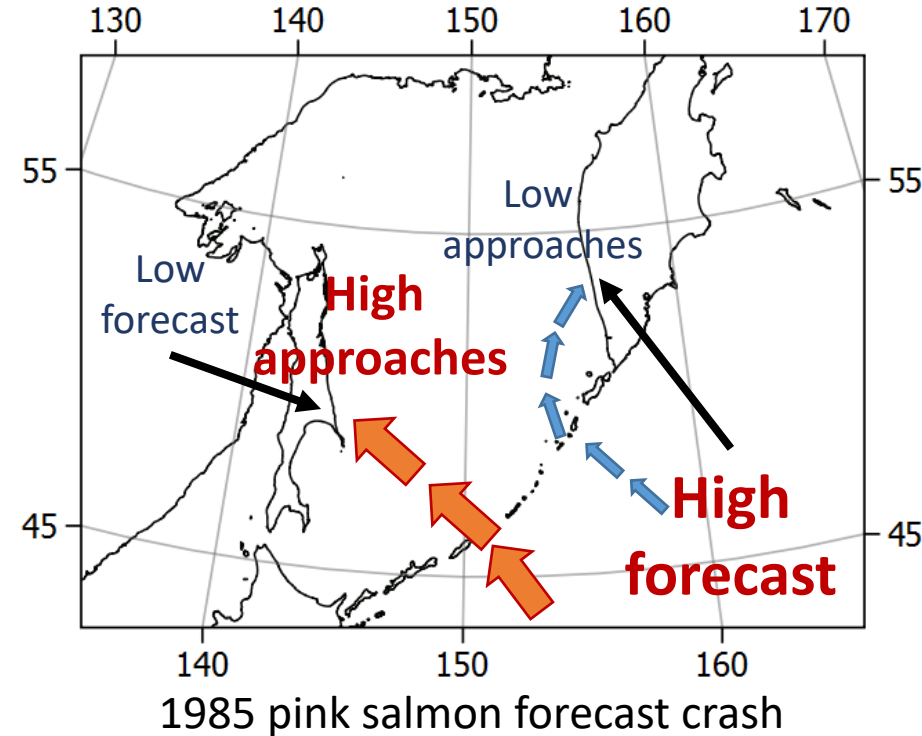 130 140 150 160 170
55 55
Low
approaches
Low
forecast
High
approaches
High
forecast
45 45
140 150 160
1985 pink salmon forecast crash